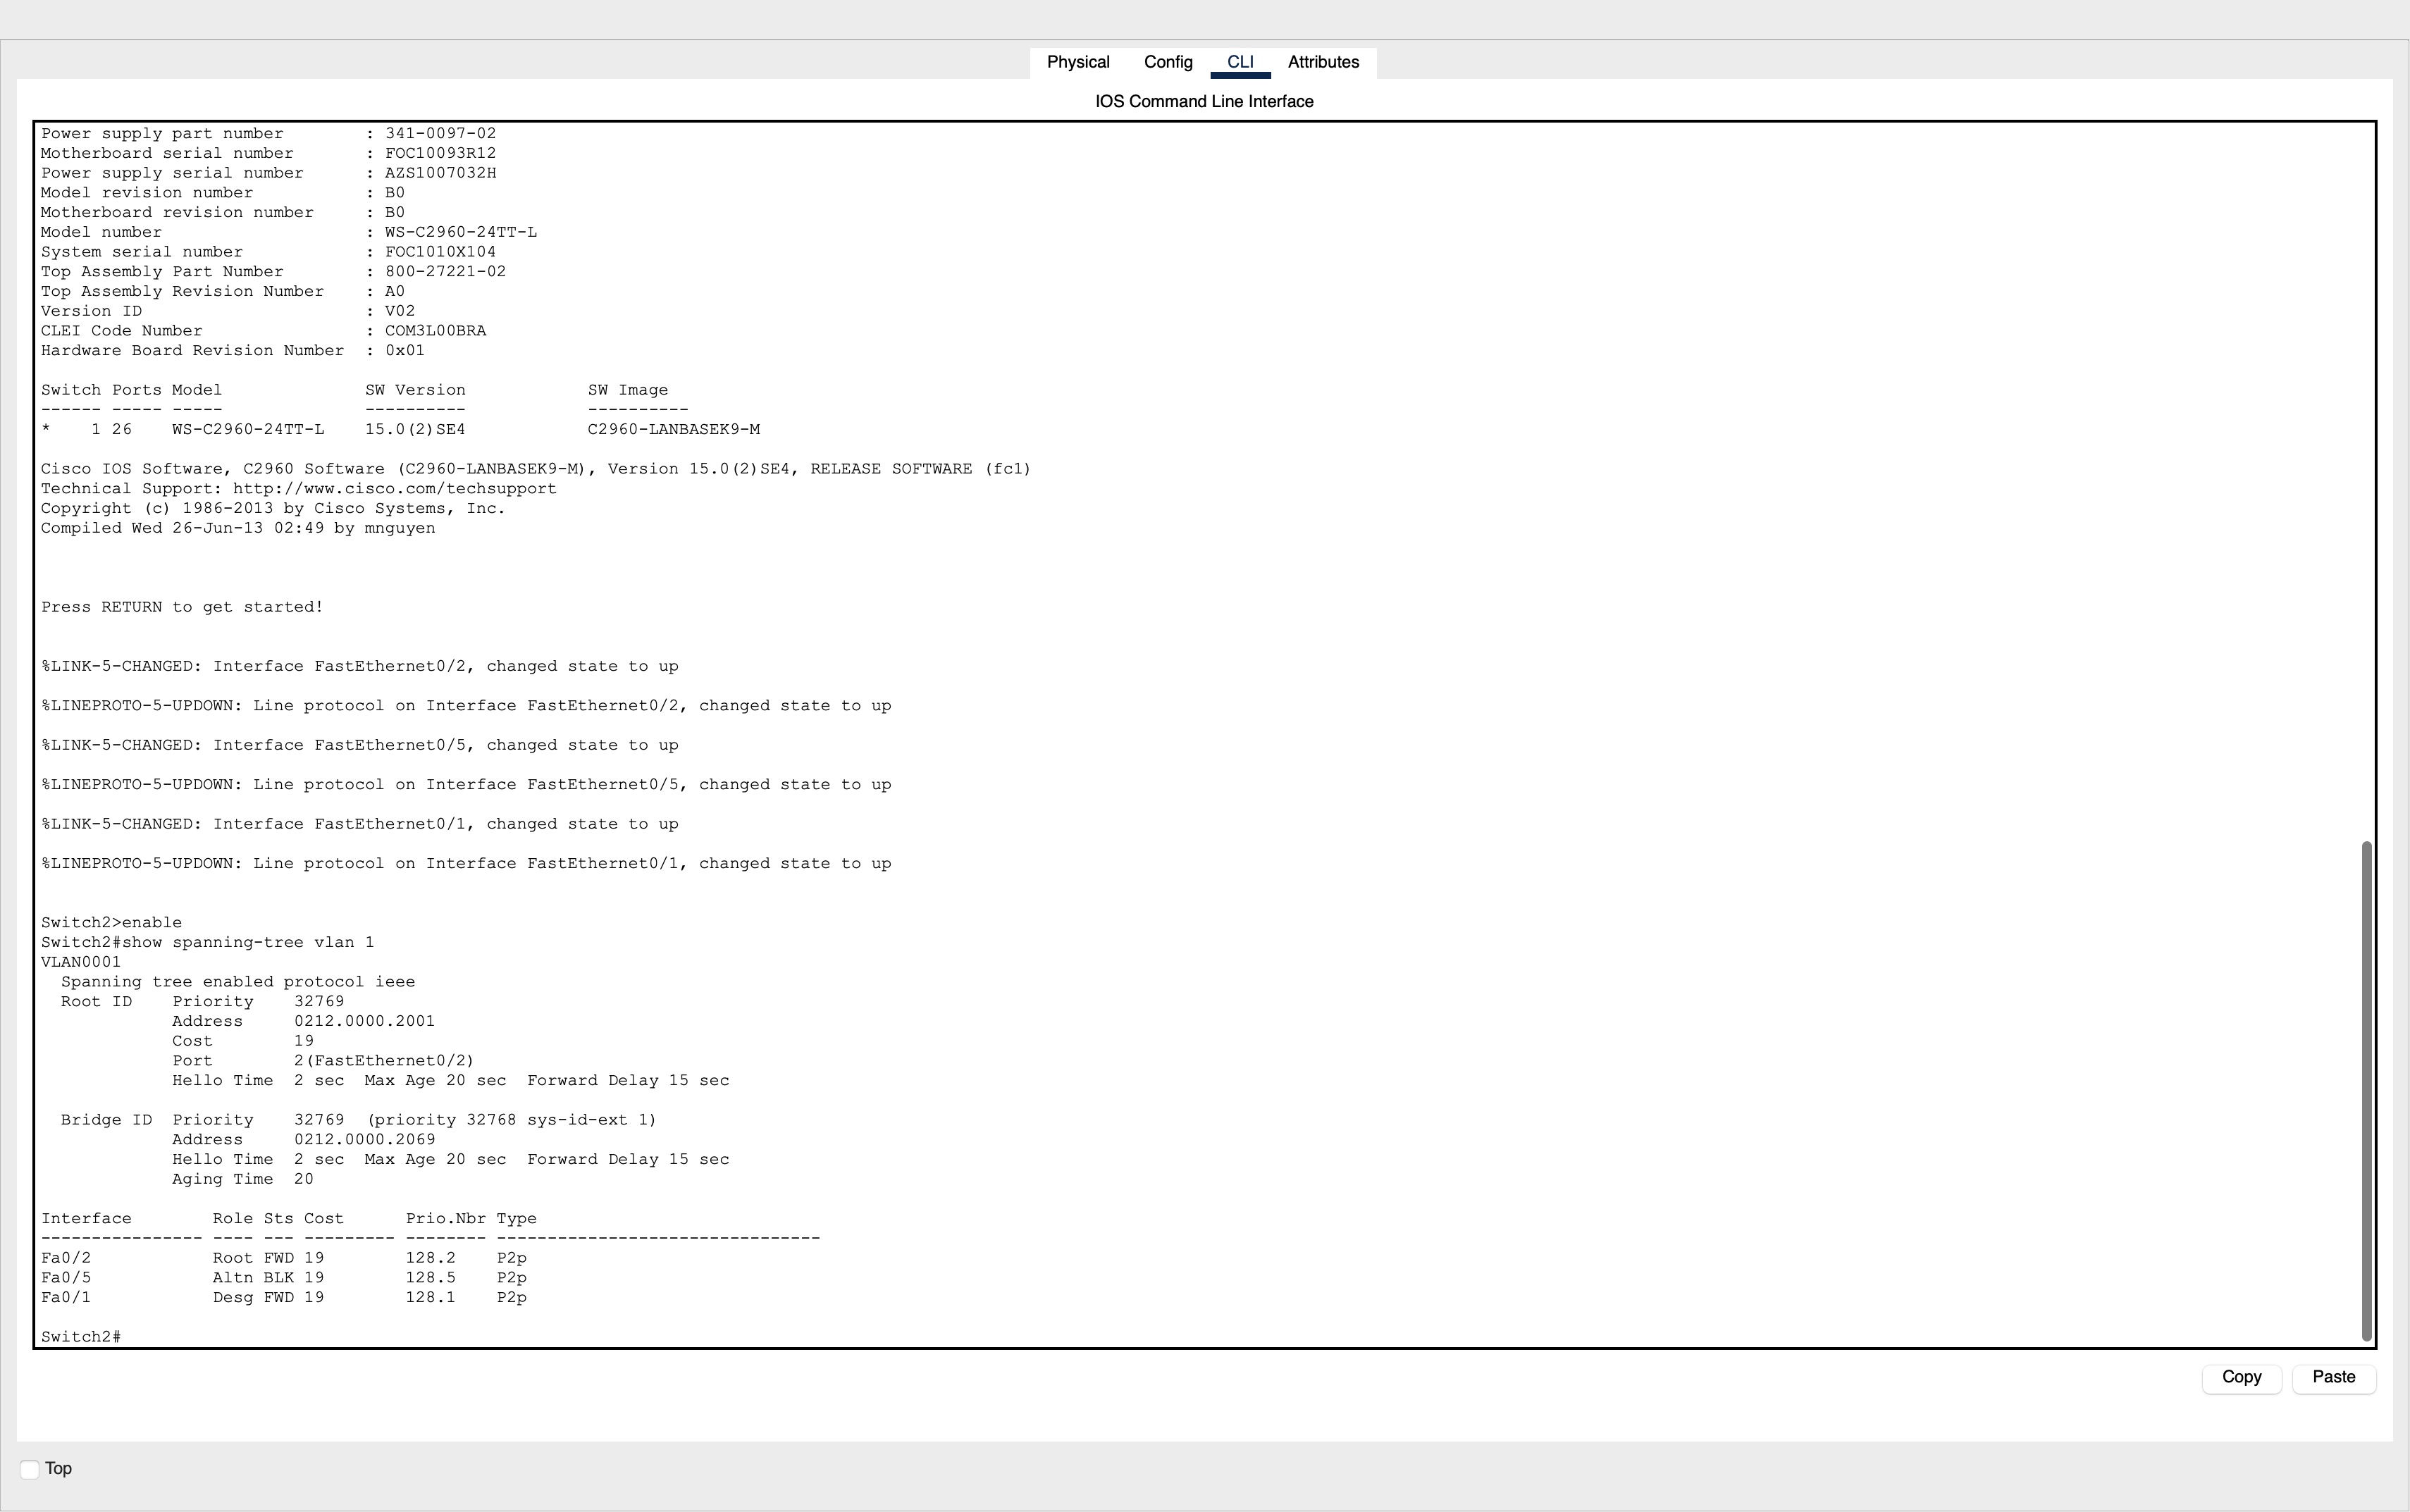 Physical Config CLI Attributes
IOS Command Line Interface
Power supply part number : 341-0097-02
Motherboard serial number : FOC10093R12
Power supply serial number : AZS1007032H
Model revision number : B0
Motherboard revision number : B0
Model number : WS-C2960-24TT-L
System serial number : FOC1010X104
Top Assembly Part Number : 800-27221-02
Top Assembly Revision Number : A0
Version ID : V02
CLEI Code Number : COM3L00BRA
Hardware Board Revision Number : 0x01
Switch Ports Model SW Version SW Image
------ ----- ----- ---------- ----------
* 1 26 WS-C2960-24TT-L 15.0(2)SE4 C2960-LANBASEK9-M
Cisco IOS Software, C2960 Software (C2960-LANBASEK9-M), Version 15.0(2)SE4, RELEASE SOFTWARE (fc1)
Technical Support: http://www.cisco.com/techsupport
Copyright (c) 1986-2013 by Cisco Systems, Inc.
Compiled Wed 26-Jun-13 02:49 by mnguyen
Press RETURN to get started!
%LINK-5-CHANGED: Interface FastEthernet0/2, changed state to up
%LINEPROTO-5-UPDOWN: Line protocol on Interface FastEthernet0/2, changed state to up
%LINK-5-CHANGED: Interface FastEthernet0/5, changed state to up
%LINEPROTO-5-UPDOWN: Line protocol on Interface FastEthernet0/5, changed state to up
%LINK-5-CHANGED: Interface FastEthernet0/1, changed state to up
%LINEPROTO-5-UPDOWN: Line protocol on Interface FastEthernet0/1, changed state to up
Switch2>enable
Switch2#show spanning-tree vlan 1
VLAN0001
Spanning tree enabled protocol ieee
Root ID Priority 32769
Address 0212.0000.2001
Cost 19
Port 2(FastEthernet0/2)
Hello Time 2 sec Max Age 20 sec Forward Delay 15 sec
Bridge ID Priority 32769 (priority 32768 sys-id-ext 1)
Address 0212.0000.2069
Hello Time 2 sec Max Age 20 sec Forward Delay 15 sec
Aging Time 20
Interface Role Sts Cost Prio.Nbr Type
---------------- ---- --- --------- -------- --------------------------------
Fa0/2 Root FWD 19 128.2 P2p
Fa0/5 Altn BLK 19 128.5 P2p
Fa0/1 Desg FWD 19 128.1 P2p
Switch2#
Copy Paste
Top